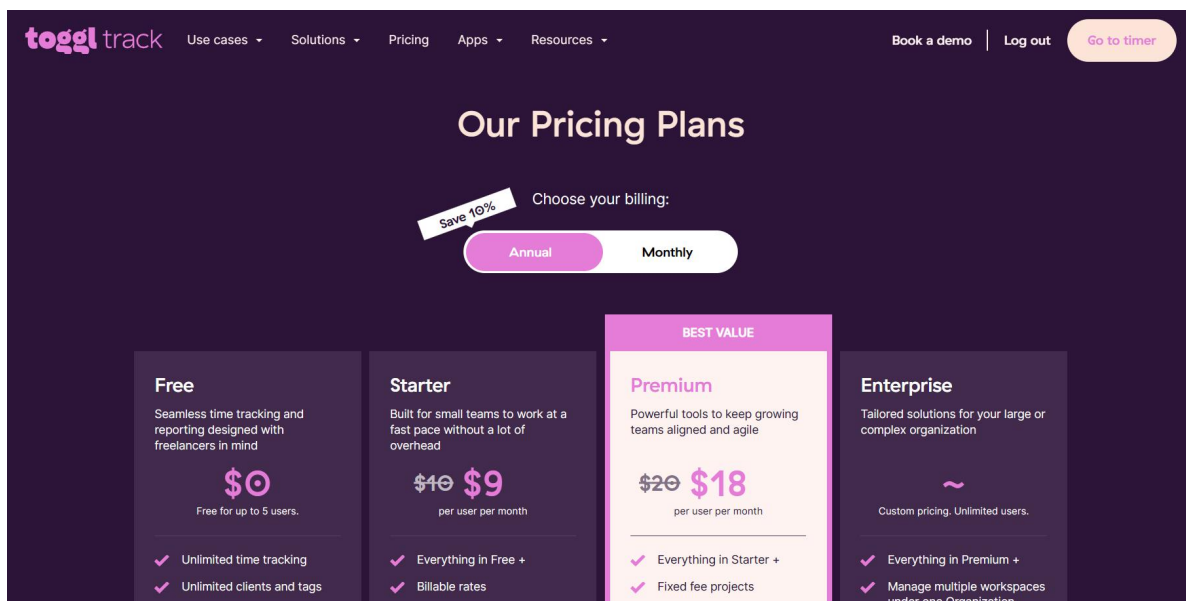 toggl track Use cases Solutions Pricing Apps Resources Book a demo Log out Go to timer
Our Pricing Plans
Choose your billing:
Save 10%
Annual Monthly
BEST VALUE
Free
Seamless time tracking and
reporting designed with
freelancers in mind
$0
Free for up to 5 users.
Unlimited time tracking
Unlimited clients and tags
Starter
Built for small teams to work at a
fast pace without a lot of
overhead
$10 $9
per user per month
Everything in Free +
Billable rates
Premium
Powerful tools to keep growing
teams aligned and agile
$20 $18
per user per month
Everything in Starter +
Fixed fee projects
Enterprise
Tailored solutions for your large or
complex organization
~
Custom pricing. Unlimited users.
Everything in Premium +
Manage multiple workspaces
under one Organization